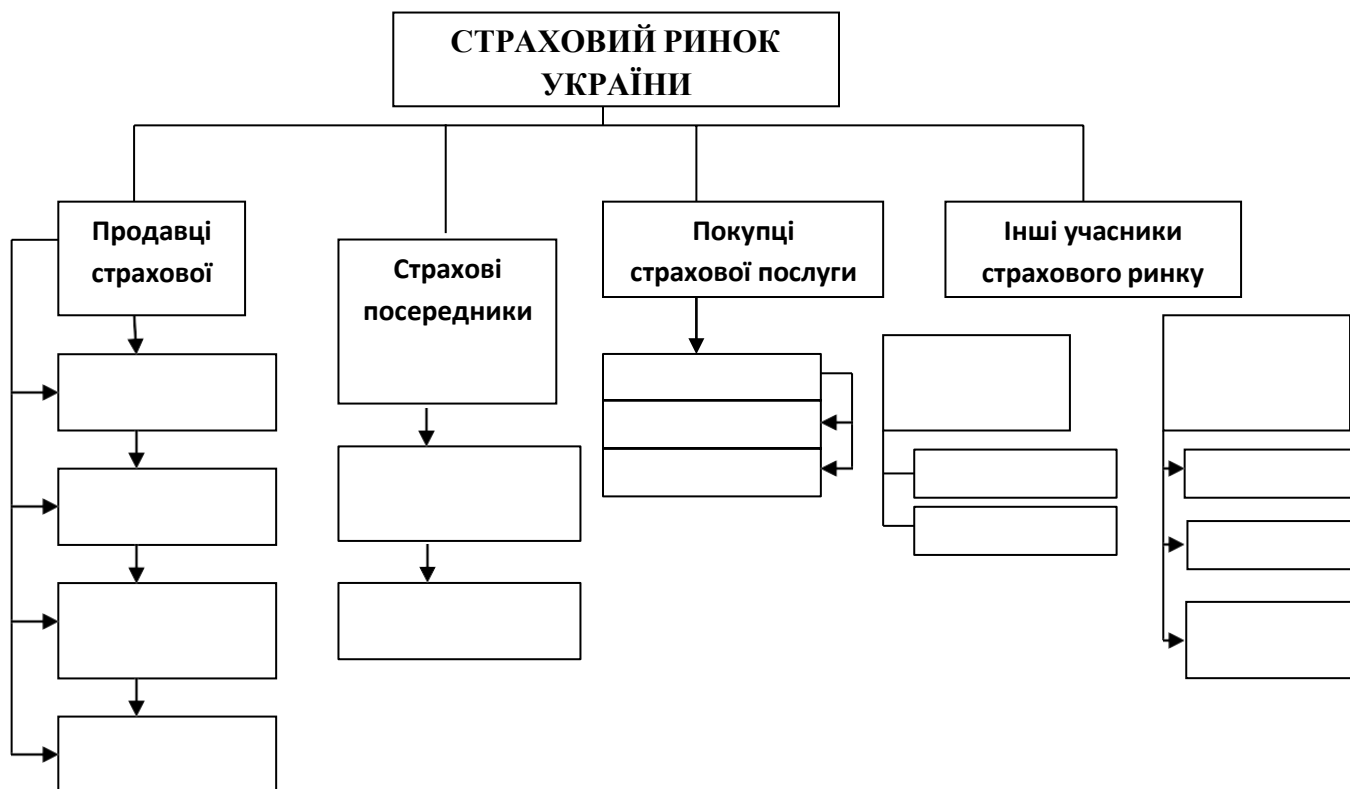 СТРАХОВИЙ РИНОК
УКРАЇНИ
Продавці
страхової
Страхові
посередники
Покупці
страхової послуги
Інші учасники
страхового ринку